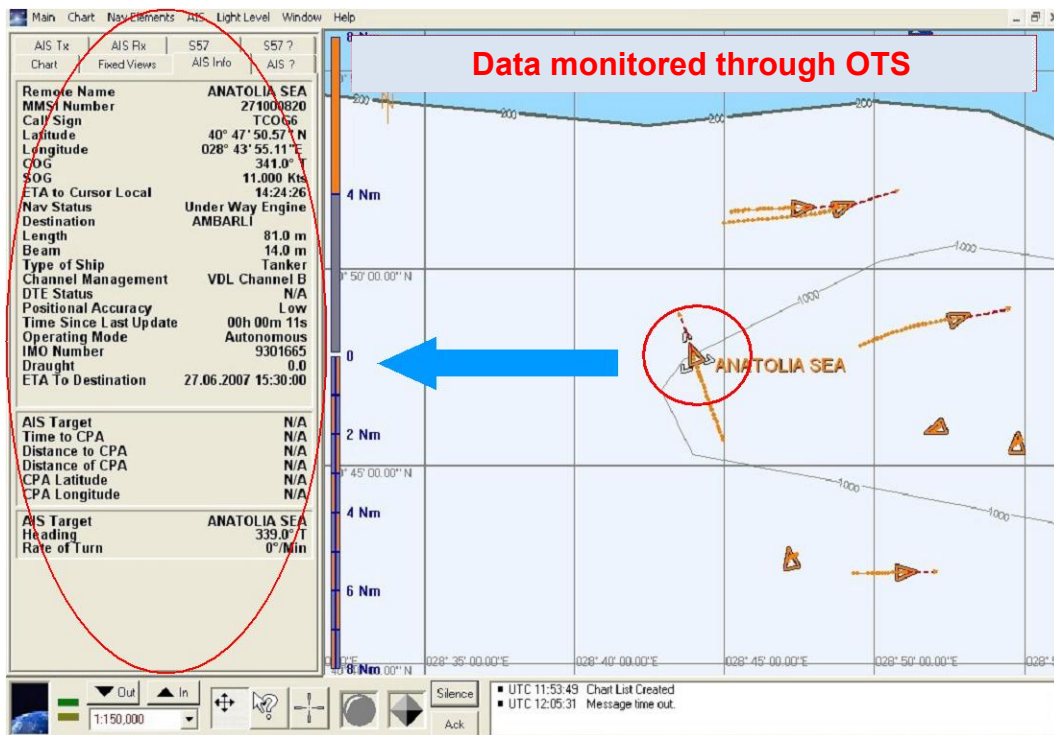 Main Chart Nav Elements AIS Light Level Window Help
AIS Tx AIS Rx S57 S57 ?
Chart Fixed Views AIS Info AIS ?
Remote Name ANATOLIA SEA
MMSI Number 271000820
Call Sign TCOG6
Latitude 40° 47' 50.57" N
Longitude 028° 43' 55.11"E
COG 341.0° T
SOG 11.000 Kts
ETA to Cursor Local 14:24:26
Nav Status Under Way Engine
Destination AMBARLI
Length 81.0 m
Beam 14.0 m
Type of Ship Tanker
Channel Management VDL Channel B
DTE Status N/A
Positional Accuracy Low
Time Since Last Update 00h 00m 11s
Operating Mode Autonomous
IMO Number 9301665
Draught 0.0
ETA To Destination 27.06.2007 15:30:00
AIS Target N/A
Time to CPA N/A
Distance to CPA N/A
Distance of CPA N/A
CPA Latitude N/A
CPA Longitude N/A
AIS Target ANATOLIA SEA
Heading 339.0° T
Rate of Turn 0°/Min
Data monitored through OTS
200 200 200 200
4 Nm
1000
50' 00.00" N
1000
0
ANATOLIA SEA
2 Nm
45' 00.00" N
1000
4 Nm
1000
6 Nm
8 Nm
028° 35' 00.00"E 028° 40' 00.00"E 028° 45' 00.00"E 028° 50' 00.00"E
Out In
1:150,000
Silence
Ack
UTC 11:53:49 Chart List Created
UTC 12:05:31 Message time out.